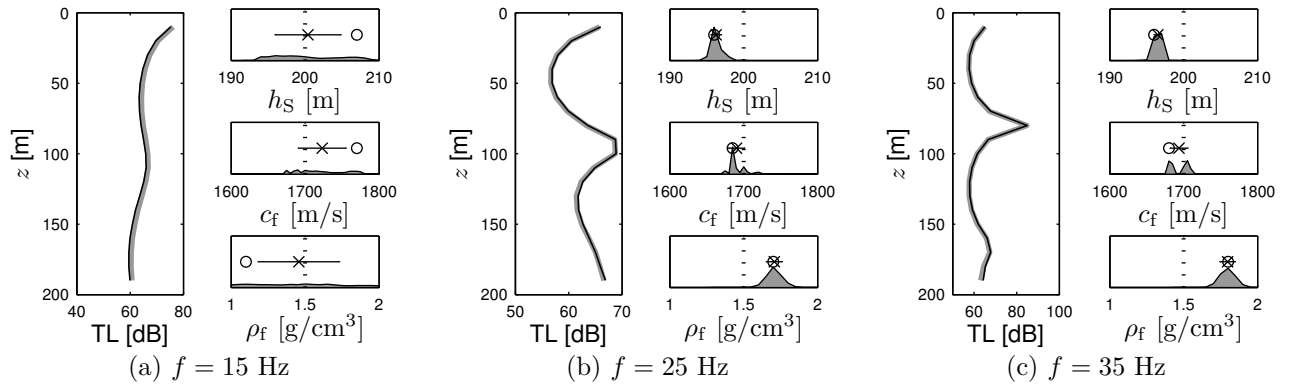 0
50
100
150
200
z [m]
40 60 80
TL [dB]
190 200 210
h_S [m]
1600 1700 1800
c_f [m/s]
1 1.5 2
ρ_f [g/cm³]
(a) f = 15 Hz
0
50
100
150
200
z [m]
50 60 70
TL [dB]
190 200 210
h_S [m]
1600 1700 1800
c_f [m/s]
1 1.5 2
ρ_f [g/cm³]
(b) f = 25 Hz
0
50
100
150
200
z [m]
40 60 80 100
TL [dB]
190 200 210
h_S [m]
1600 1700 1800
c_f [m/s]
1 1.5 2
ρ_f [g/cm³]
(c) f = 35 Hz